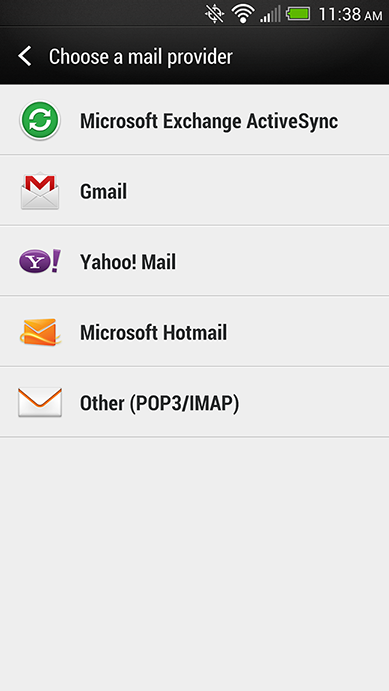 11:38 AM
Choose a mail provider
Microsoft Exchange ActiveSync
Gmail
Y! Yahoo! Mail
Microsoft Hotmail
Other (POP3/IMAP)